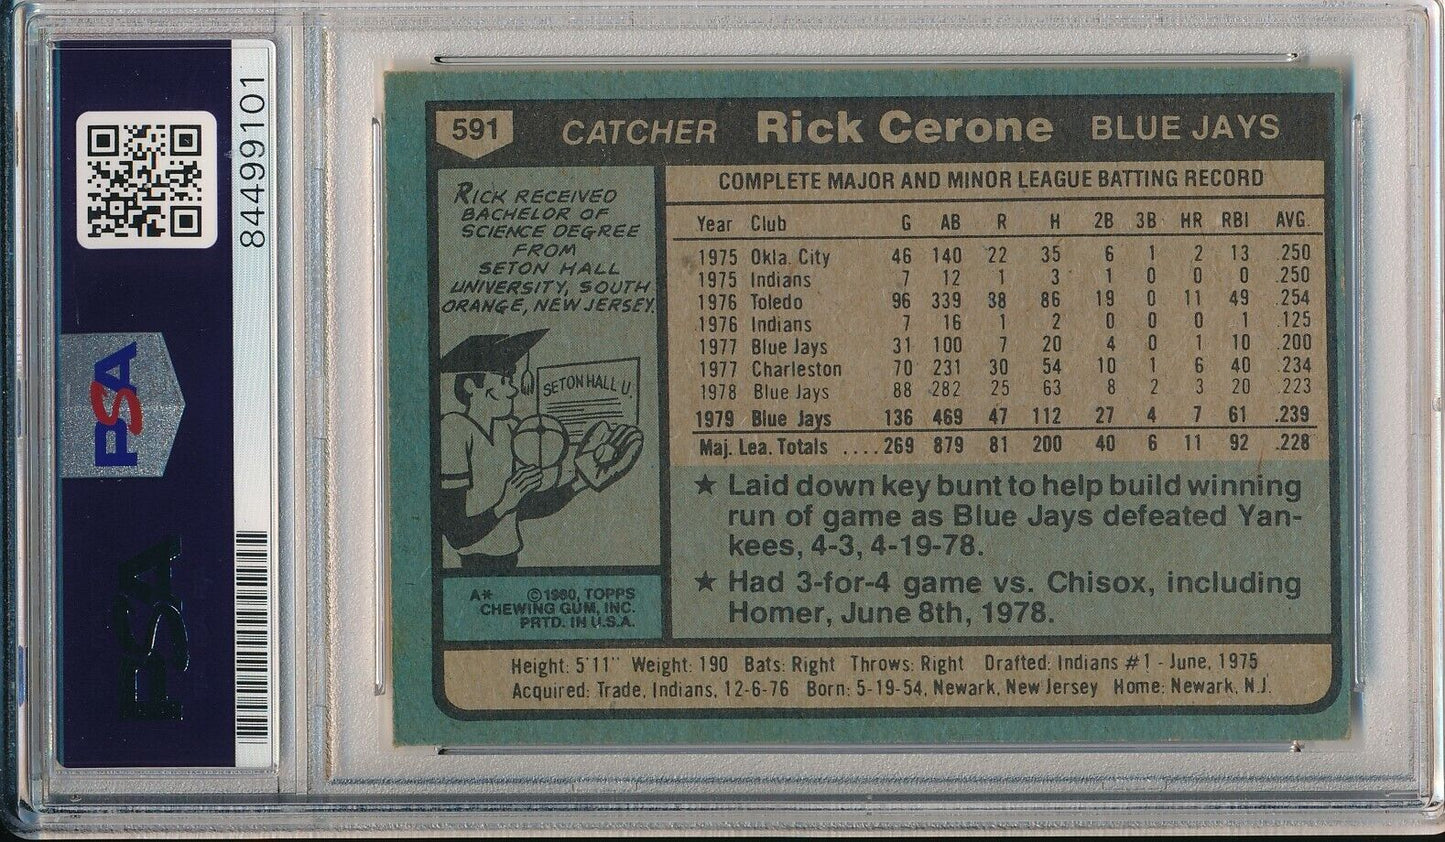 84499101
PSA
PSA
591 CATCHER Rick Cerone BLUE JAYS
RICK RECEIVED
BACHELOR OF
SCIENCE DEGREE
FROM
SETON HALL
UNIVERSITY, SOUTH
ORANGE, NEW JERSEY.
SETON HALL U.
A* ©1980, TOPPS
CHEWING GUM, INC.
PRTD. IN U.S.A.
COMPLETE MAJOR AND MINOR LEAGUE BATTING RECORD
Year Club G AB R H 2B 3B HR RBI AVG.
1975 Okla. City 46 140 22 35 6 1 2 13 .250
1975 Indians 7 12 1 3 1 0 0 0 .250
1976 Toledo 96 339 38 86 19 0 11 49 .254
1976 Indians 7 16 1 2 0 0 0 1 .125
1977 Blue Jays 31 100 7 20 4 0 1 10 .200
1977 Charleston 70 231 30 54 10 1 6 40 .234
1978 Blue Jays 88 282 25 63 8 2 3 20 .223
1979 Blue Jays 136 469 47 112 27 4 7 61 .239
Maj. Lea. Totals ....269 879 81 200 40 6 11 92 .228
★ Laid down key bunt to help build winning
run of game as Blue Jays defeated Yan-
kees, 4-3, 4-19-78.
★ Had 3-for-4 game vs. Chisox, including
Homer, June 8th, 1978.
Height: 5'11" Weight: 190 Bats: Right Throws: Right Drafted: Indians #1 - June, 1975
Acquired: Trade, Indians, 12-6-76 Born: 5-19-54, Newark, New Jersey Home: Newark, N.J.